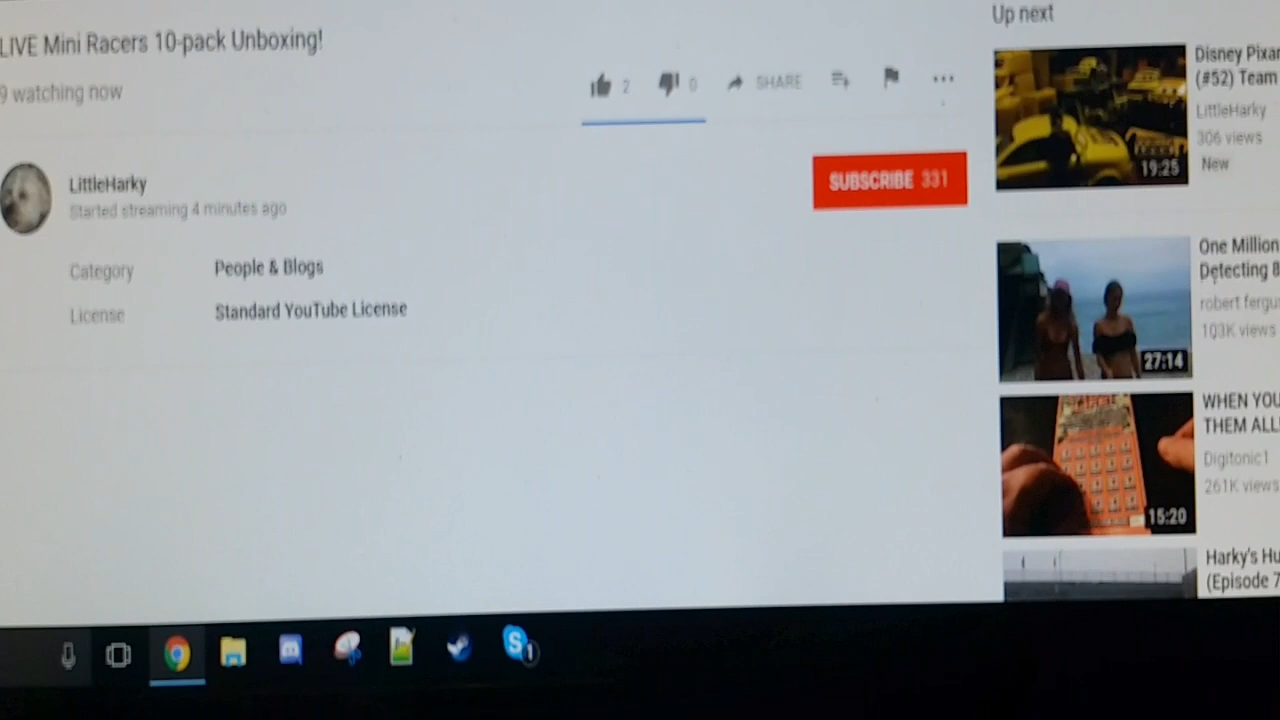 LIVE Mini Racers 10-pack Unboxing!
9 watching now
2
0
SHARE
LittleHarky
Started streaming 4 minutes ago
SUBSCRIBE 331
Category
People & Blogs
License
Standard YouTube License
Up next
Disney Pixar
(#52) Team
LittleHarky
306 views
New
19:25
One Million
Detecting
robert fergu
103K views
27:14
WHEN YOU
THEM ALL
Digitonic1
261K views
15:20
Harky's Hu
(Episode 7
S
1